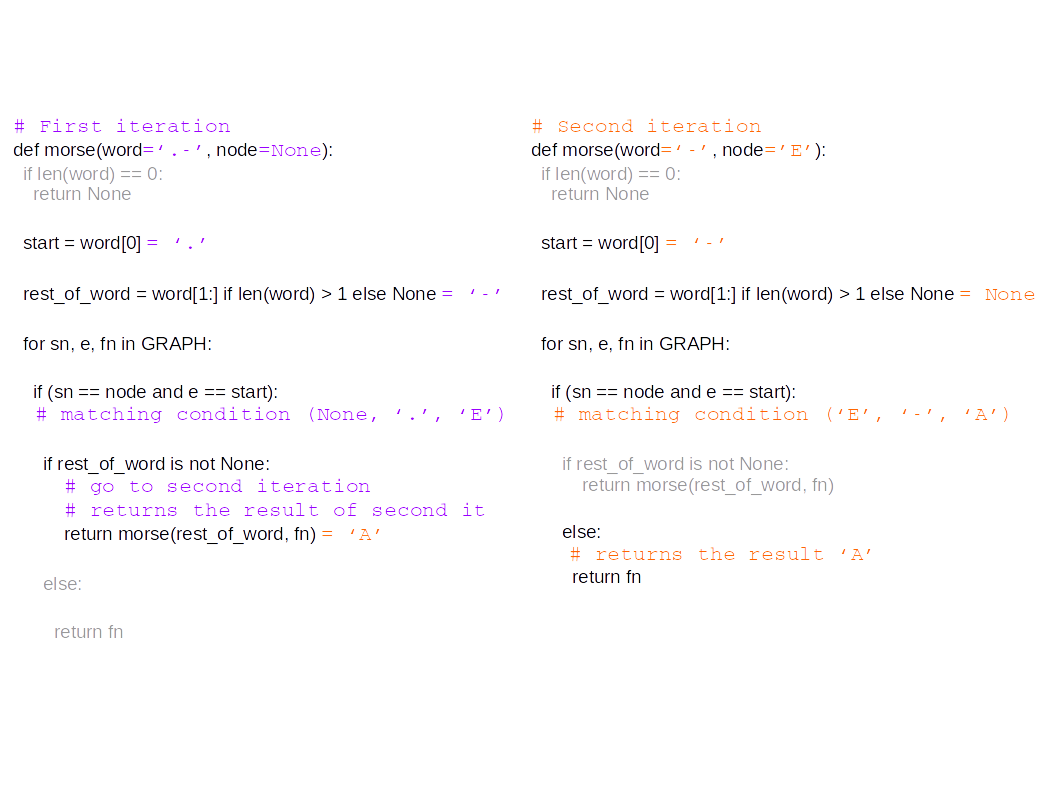 # First iteration
def morse(word=‘.-’, node=None):
if len(word) == 0:
return None
start = word[0] = ‘.’
rest_of_word = word[1:] if len(word) > 1 else None = ‘-’
for sn, e, fn in GRAPH:
if (sn == node and e == start):
# matching condition (None, ‘.’, ‘E’)
if rest_of_word is not None:
# go to second iteration
# returns the result of second it
return morse(rest_of_word, fn) = ‘A’
else:
return fn
# Second iteration
def morse(word=‘-’, node=’E’):
if len(word) == 0:
return None
start = word[0] = ‘-’
rest_of_word = word[1:] if len(word) > 1 else None = None
for sn, e, fn in GRAPH:
if (sn == node and e == start):
# matching condition (‘E’, ‘-’, ‘A’)
if rest_of_word is not None:
return morse(rest_of_word, fn)
else:
# returns the result ‘A’
return fn